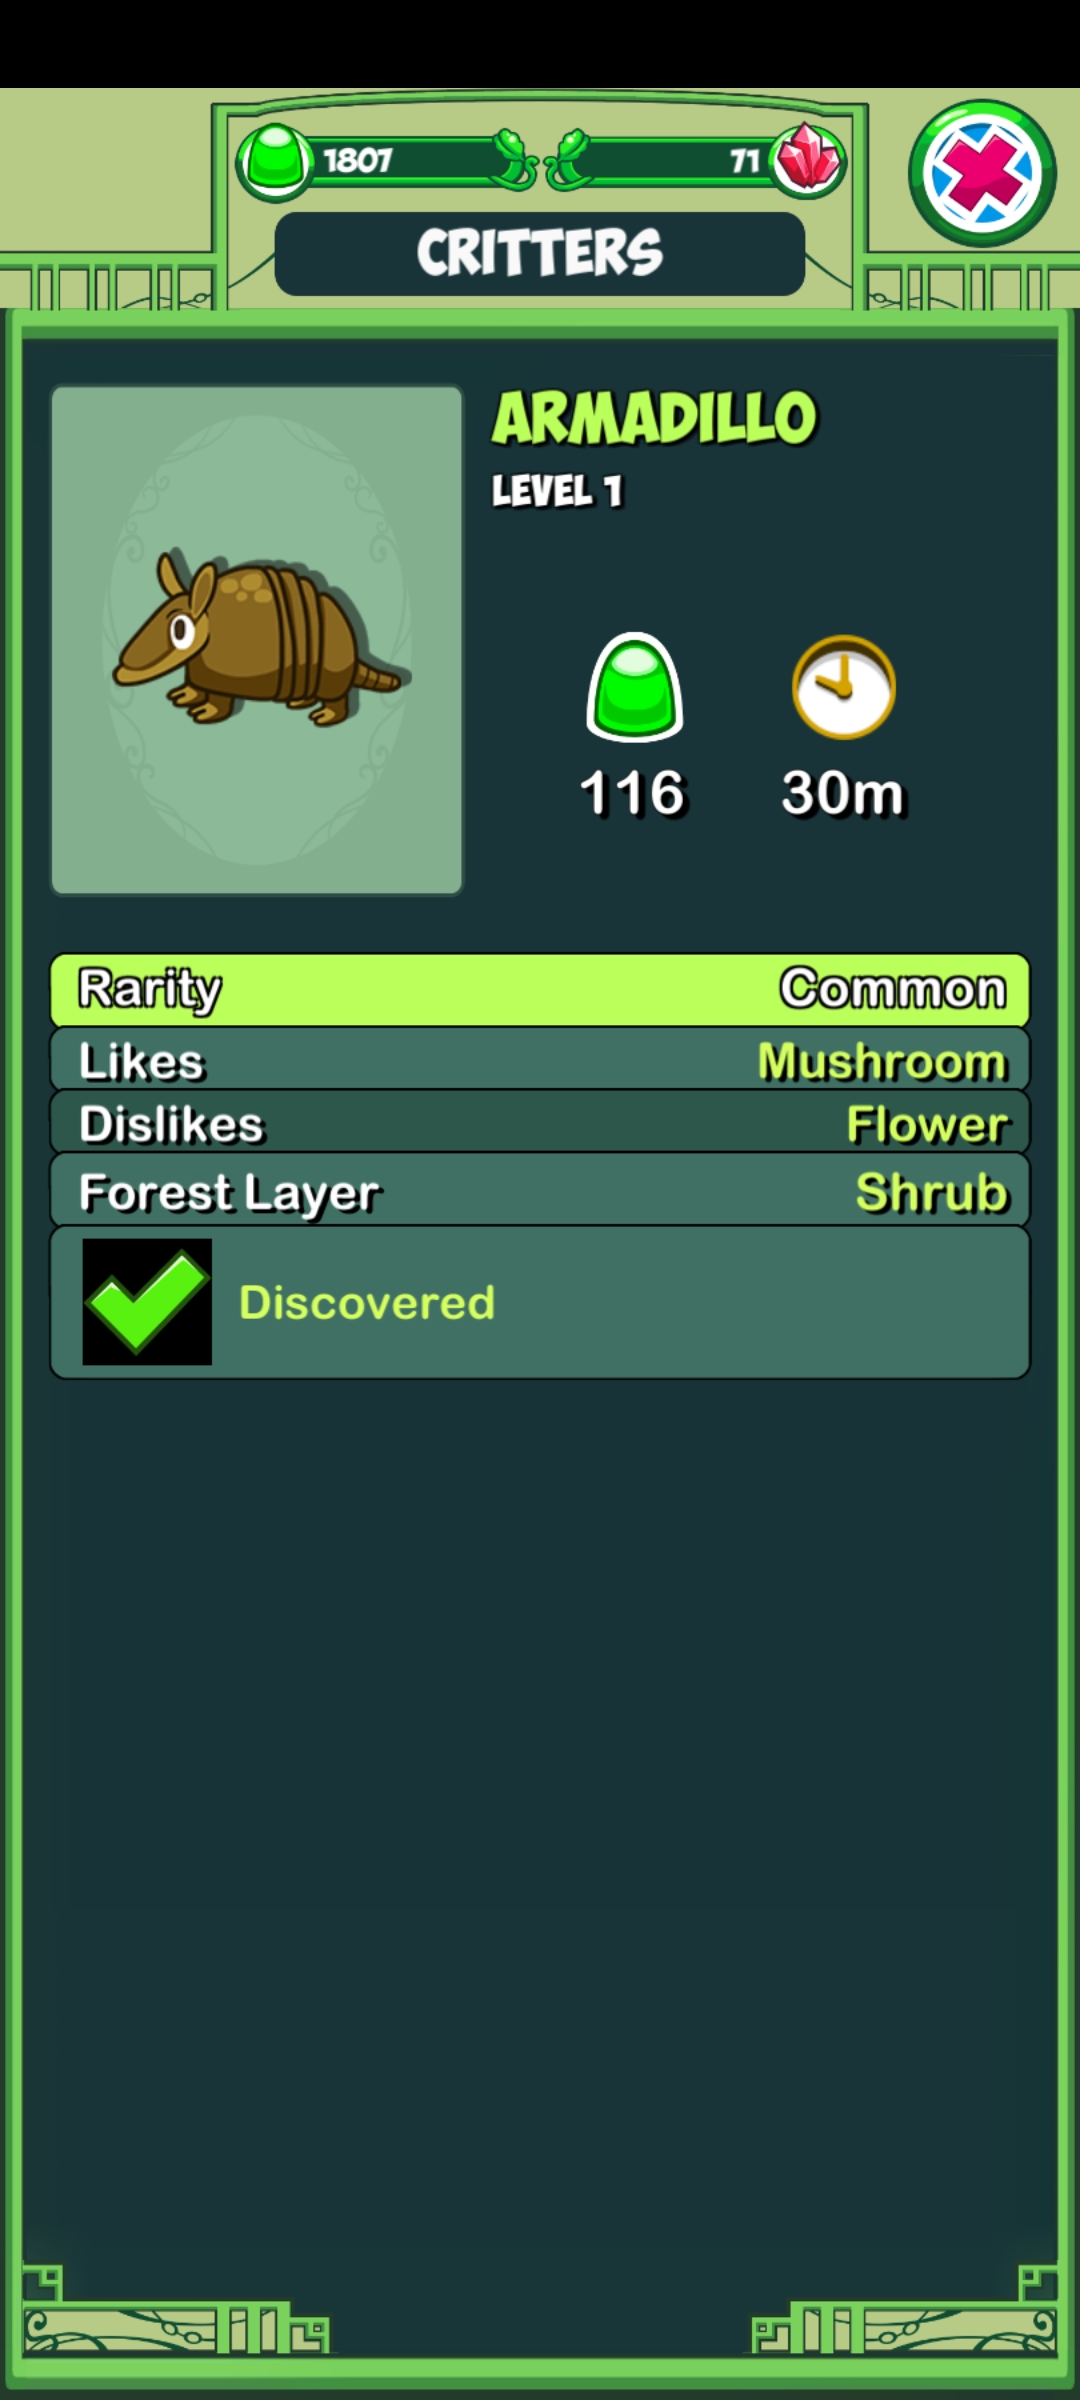 1807
71
CRITTERS
ARMADILLO
LEVEL 1
116
30m
Rarity Common
Likes Mushroom
Dislikes Flower
Forest Layer Shrub
Discovered